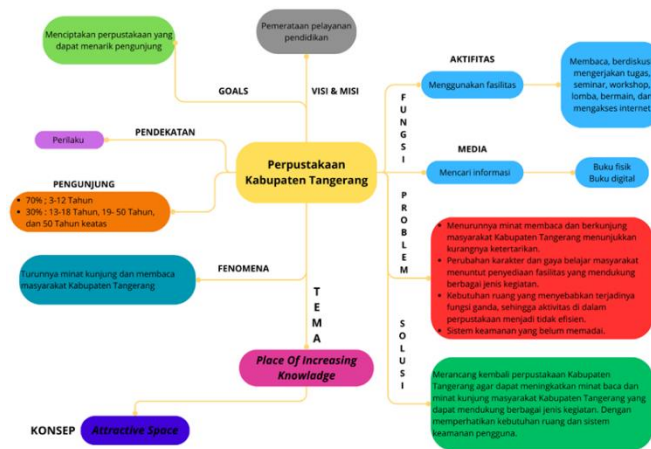 Menciptakan perpustakaan yang
dapat menarik pengunjung
Pemerataan pelayanan
pendidikan
GOALS
VISI & MISI
PENDEKATAN
Perilaku
PENGUNJUNG
• 70% ; 3-12 Tahun
• 30% : 13-18 Tahun, 19- 50 Tahun,
dan 50 Tahun keatas
Perpustakaan
Kabupaten Tangerang
FENOMENA
Turunnya minat kunjung dan membaca
masyarakat Kabupaten Tangerang
TEMA
Place Of Increasing
Knowladge
KONSEP
Attractive Space
FUNGSI
AKTIFITAS
Menggunakan fasilitas
Membaca, berdiskus
mengerjakan tugas,
seminar, workshop,
lomba, bermain, dan
mengakses internet
MEDIA
Mencari informasi
Buku fisik
Buku digital
PROBLEM
• Menurunnya minat membaca dan berkunjung
masyarakat Kabupaten Tangerang menunjukkan
kurangnya ketertarikan.
• Perubahan karakter dan gaya belajar masyarakat
menuntut penyediaan fasilitas yang mendukung
berbagai jenis kegiatan.
• Kebutuhan ruang yang menyebabkan terjadinya
fungsi ganda, sehingga aktivitas di dalam
perpustakaan menjadi tidak efisien.
• Sistem keamanan yang belum memadai.
SOLUSI
Merancang kembali perpustakaan Kabupaten
Tangerang agar dapat meningkatkan minat baca dan
minat kunjung masyarakat Kabupaten Tangerang yang
dapat mendukung berbagai jenis kegiatan. Dengan
memperhatikan kebutuhan ruang dan sistem
keamanan pengguna.